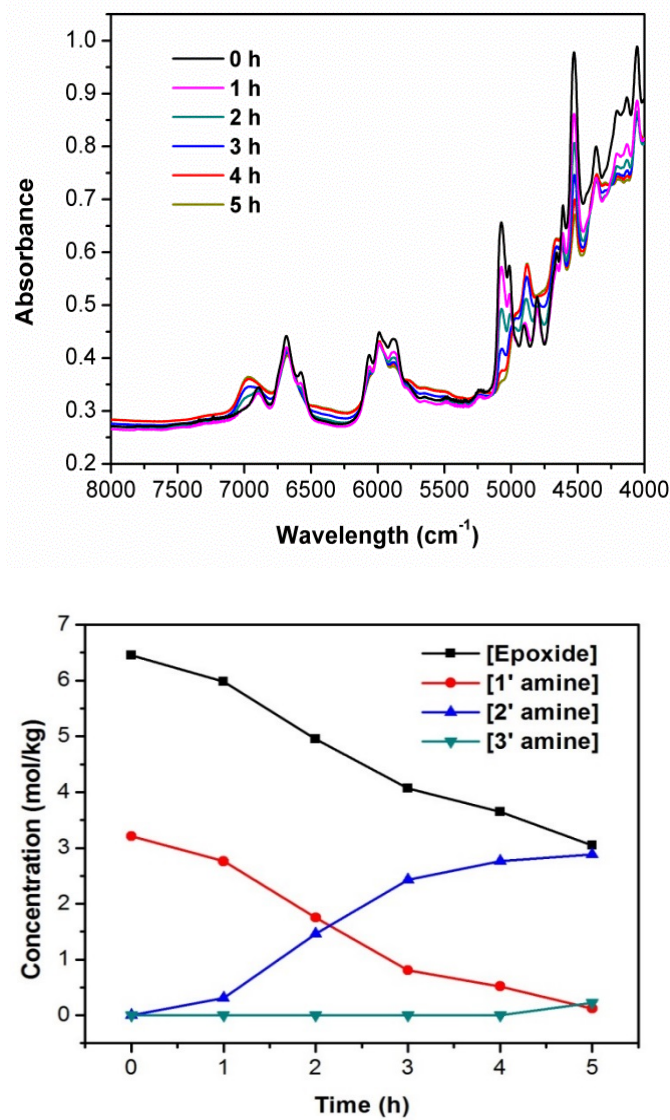 1.0
0.9
0.8
0.7
0.6
0.5
0.4
0.3
0.2
Absorbance
0 h
1 h
2 h
3 h
4 h
5 h
8000 7500 7000 6500 6000 5500 5000 4500 4000
Wavelength (cm⁻¹)
7
6
5
4
3
2
1
0
Concentration (mol/kg)
[Epoxide]
[1' amine]
[2' amine]
[3' amine]
0 1 2 3 4 5
Time (h)